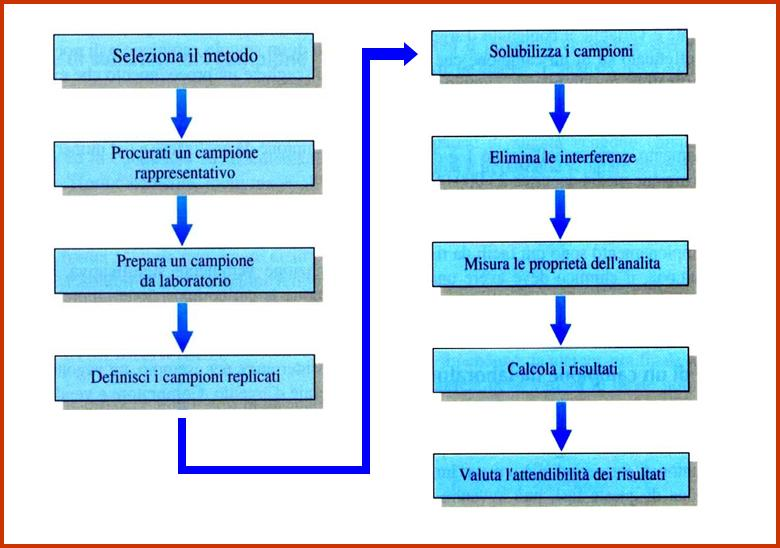 Seleziona il metodo
Procurati un campione
rappresentativo
Prepara un campione
da laboratorio
Definisci i campioni replicati
Solubilizza i campioni
Elimina le interferenze
Misura le proprietà dell'analita
Calcola i risultati
Valuta l'attendibilità dei risultati